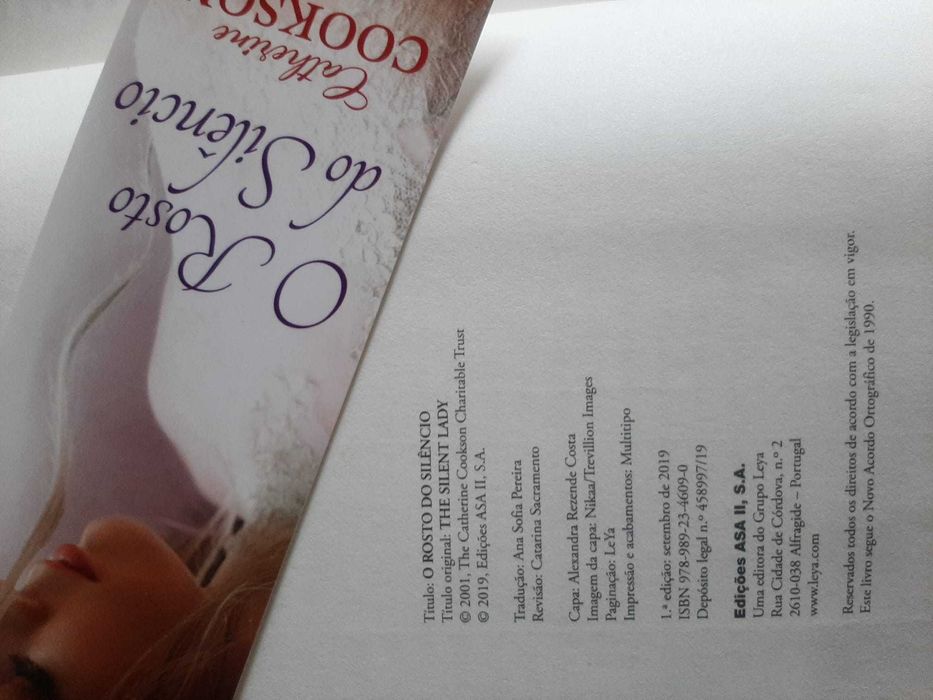 Catherine
COOKSON
O Rosto
do Silêncio
Título: O ROSTO DO SILÊNCIO
Título original: THE SILENT LADY
© 2001, The Catherine Cookson Charitable Trust
© 2019, Edições ASA II, S.A.
Tradução: Ana Sofia Pereira
Revisão: Catarina Sacramento
Capa: Alexandra Rezende Costa
Imagem da capa: Nikaa/Trevillion Images
Paginação: LeYa
Impressão e acabamentos: Multitipo
1.ª edição: setembro de 2019
ISBN 978-989-23-4609-0
Depósito legal n.º 458997/19
Edições ASA II, S.A.
Uma editora do Grupo Leya
Rua Cidade de Córdova, n.º 2
2610-038 Alfragide – Portugal
www.leya.com
Reservados todos os direitos de acordo com a legislação em vigor.
Este livro segue o Novo Acordo Ortográfico de 1990.